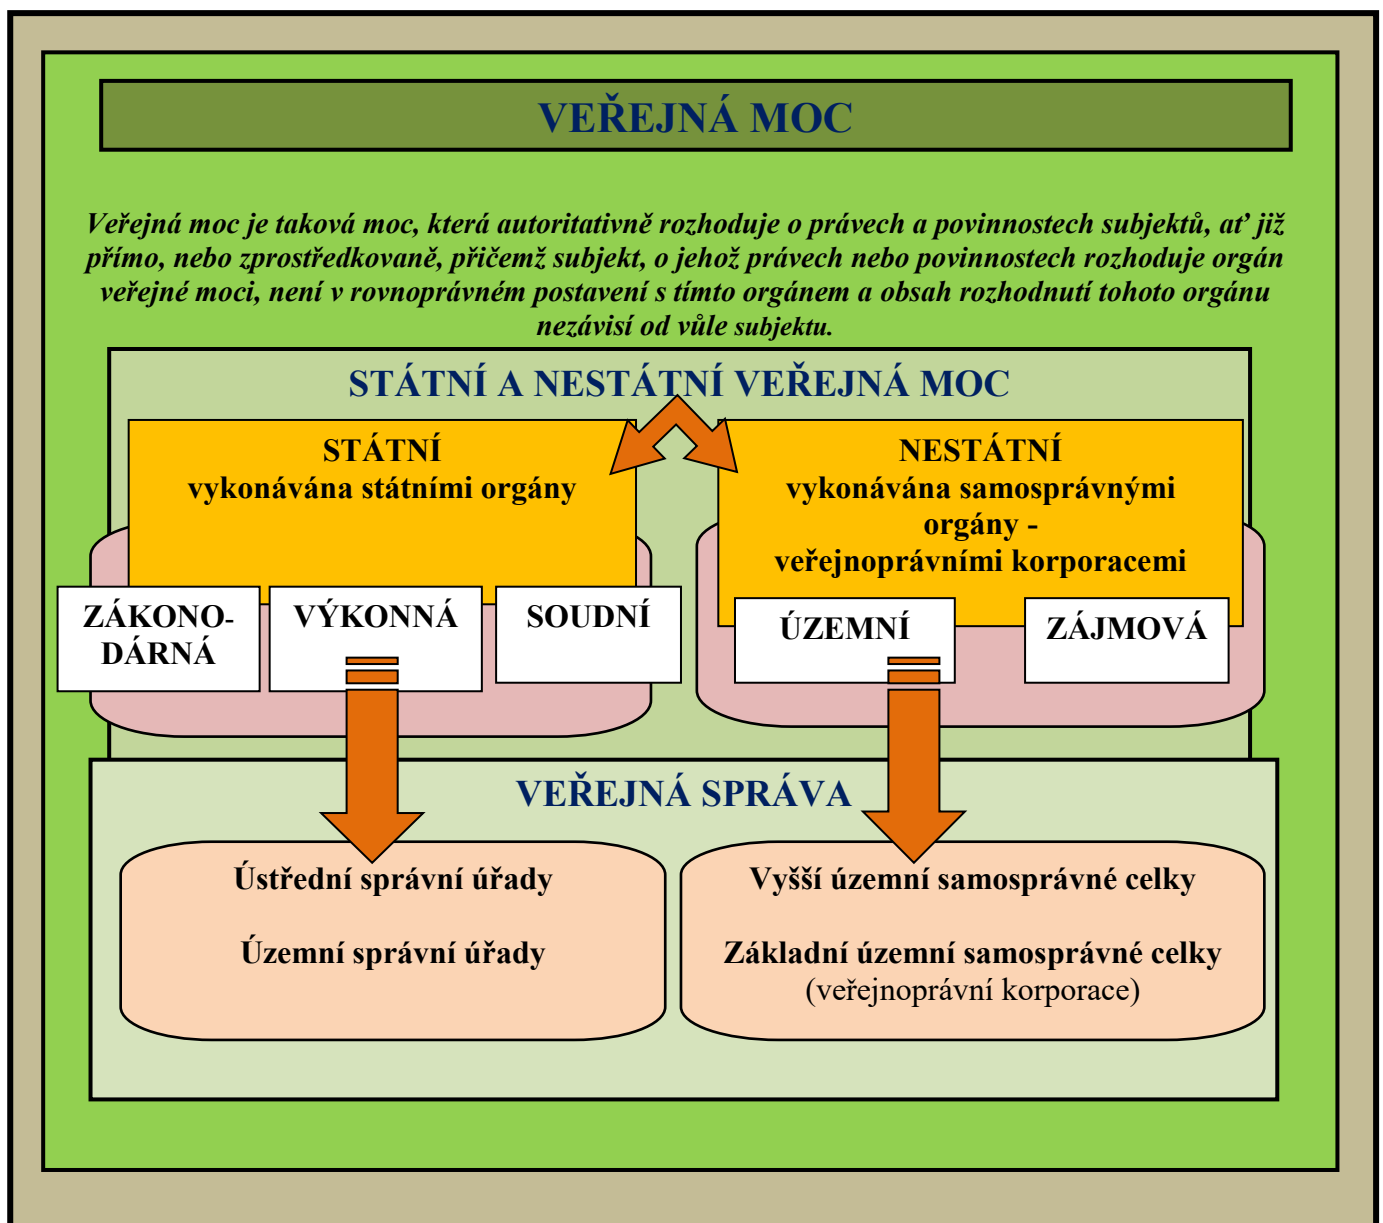 VEŘEJNÁ MOC
Veřejná moc je taková moc, která autoritativně rozhoduje o právech a povinnostech subjektů, ať již
přímo, nebo zprostředkovaně, přičemž subjekt, o jehož právech nebo povinnostech rozhoduje orgán
veřejné moci, není v rovnoprávném postavení s tímto orgánem a obsah rozhodnutí tohoto orgánu
nezávisí od vůle subjektu.
STÁTNÍ A NESTÁTNÍ VEŘEJNÁ MOC
STÁTNÍ
vykonávána státními orgány
NESTÁTNÍ
vykonávána samosprávnými
orgány -
veřejnoprávními korporacemi
ZÁKONO-
DÁRNÁ
VÝKONNÁ
SOUDNÍ
ÚZEMNÍ
ZÁJMOVÁ
VEŘEJNÁ SPRÁVA
Ústřední správní úřady
Územní správní úřady
Vyšší územní samosprávné celky
Základní územní samosprávné celky
(veřejnoprávní korporace)